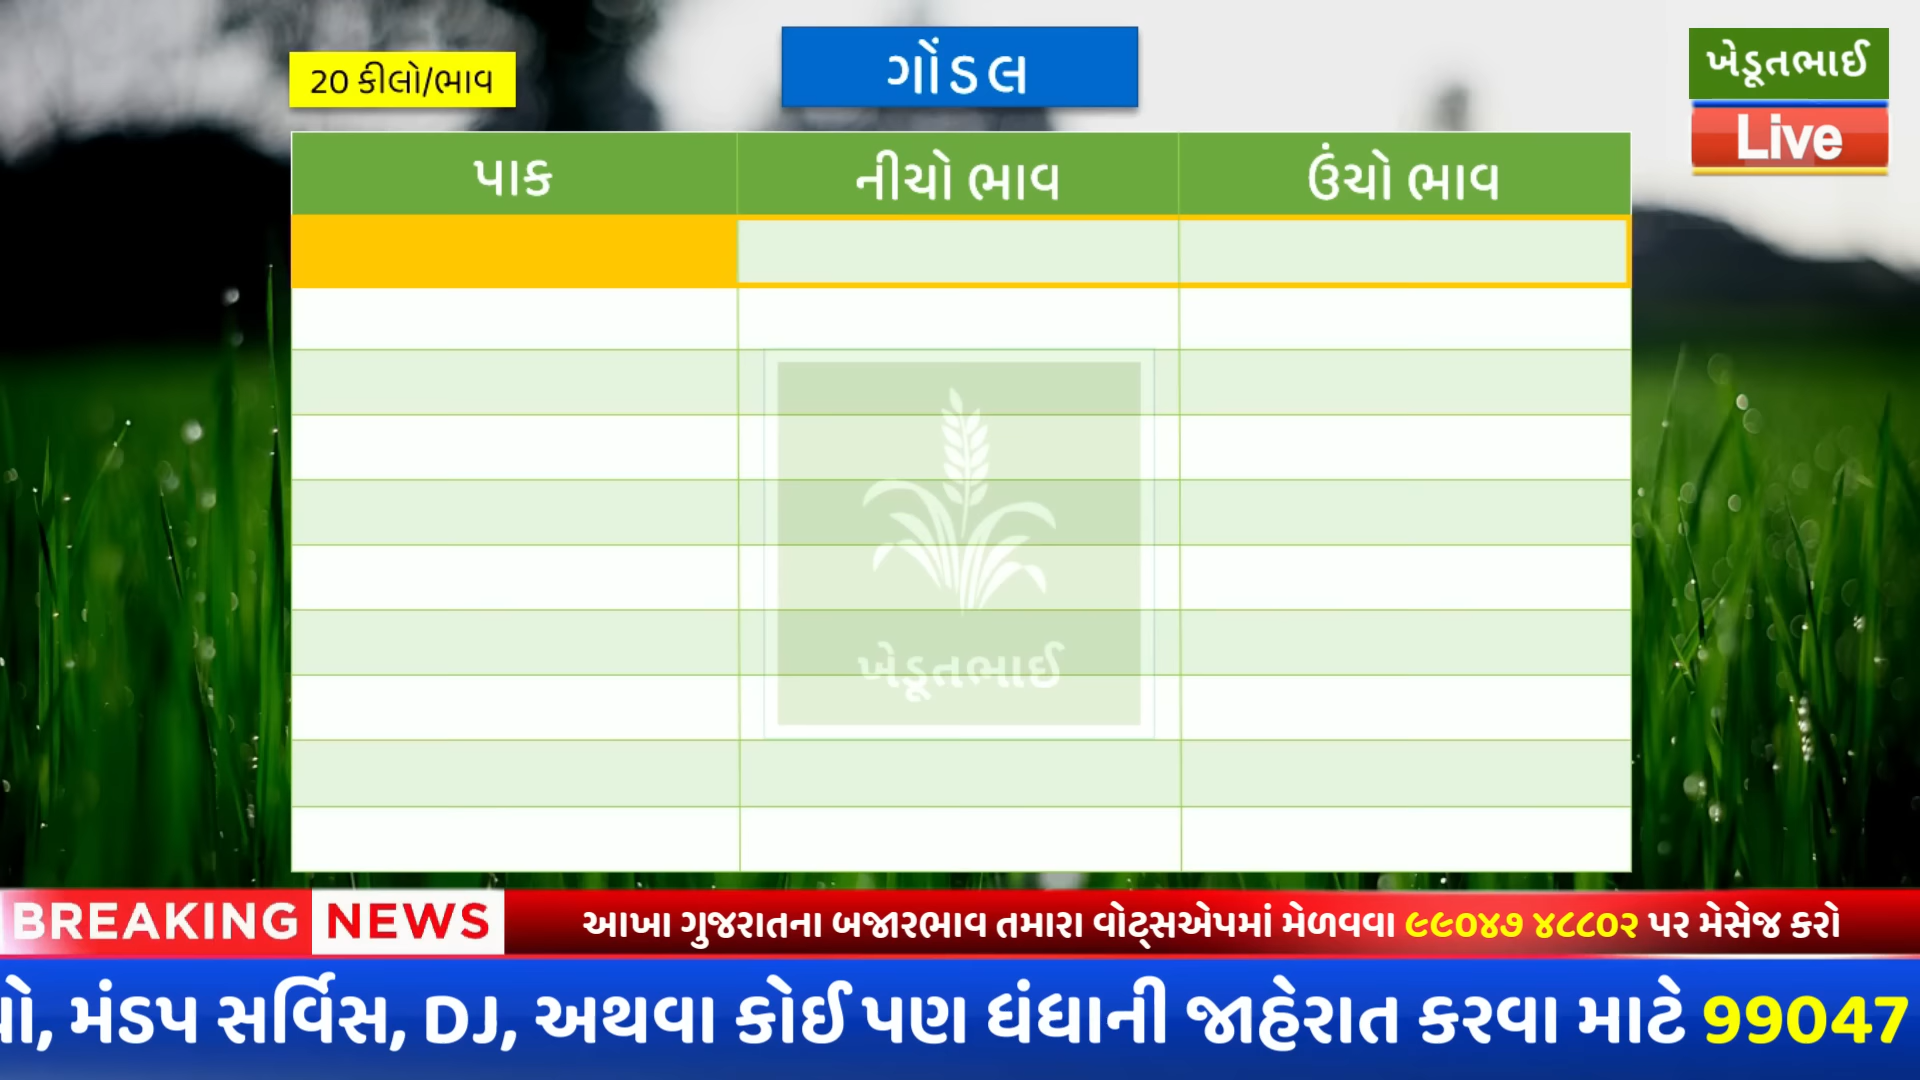 20 કીલો/ભાવ
ગોંડલ
ખેડૂતભાઈ
Live
પાક નીચો ભાવ ઉંચો ભાવ
ખેડૂતભાઈ
BREAKING NEWS આખા ગુજરાતના બજારભાવ તમારા વોટ્સએપમાં મેળવવા ૯૯૦૪૭ ૪૮૮૦૨ પર મેસેજ કરો
મંડપ સર્વિસ, DJ, અથવા કોઈ પણ ધંધાની જાહેરાત કરવા માટે 99047